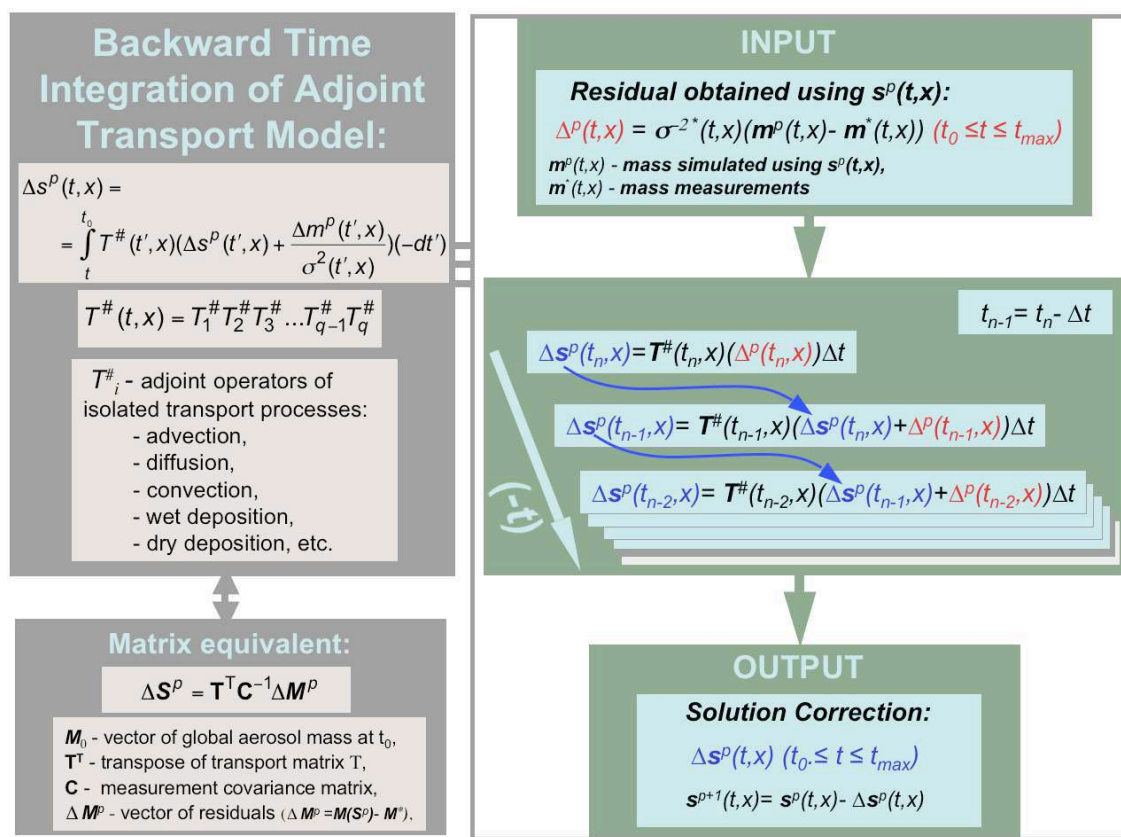 Backward Time
Integration of Adjoint
Transport Model:
Δs^p(t,x) =
= ∫_t^{t_0} T^#(t′,x)(Δs^p(t′,x) + Δm^p(t′,x)/σ^2(t′,x))(-dt′)
T^#(t,x) = T_1^# T_2^# T_3^# ...T_{q-1}^# T_q^#
T^#_i - adjoint operators of
isolated transport processes:
- advection,
- diffusion,
- convection,
- wet deposition,
- dry deposition, etc.
Matrix equivalent:
ΔS^p = T^T C^{-1} ΔM^p
M_0 - vector of global aerosol mass at t_0,
T^T - transpose of transport matrix T,
C - measurement covariance matrix,
ΔM^p - vector of residuals (ΔM^p =M(S^p)- M^*),
INPUT
Residual obtained using s^p(t,x):
Δ^p(t,x) = σ^{-2*}(t,x)(m^p(t,x)- m^*(t,x)) (t_0 ≤t ≤ t_max)
m^p(t,x) - mass simulated using s^p(t,x),
m^*(t,x) - mass measurements
t_{n-1}= t_n- Δt
Δs^p(t_n,x)=T^#(t_n,x)(Δ^p(t_n,x))Δt
Δs^p(t_{n-1},x)= T^#(t_{n-1},x)(Δs^p(t_n,x)+Δ^p(t_{n-1},x))Δt
Δs^p(t_{n-2},x)= T^#(t_{n-2},x)(Δs^p(t_{n-1},x)+Δ^p(t_{n-2},x))Δt
(-t)
OUTPUT
Solution Correction:
Δs^p(t,x) (t_0.≤ t ≤ t_max)
s^{p+1}(t,x)= s^p(t,x)- Δs^p(t,x)